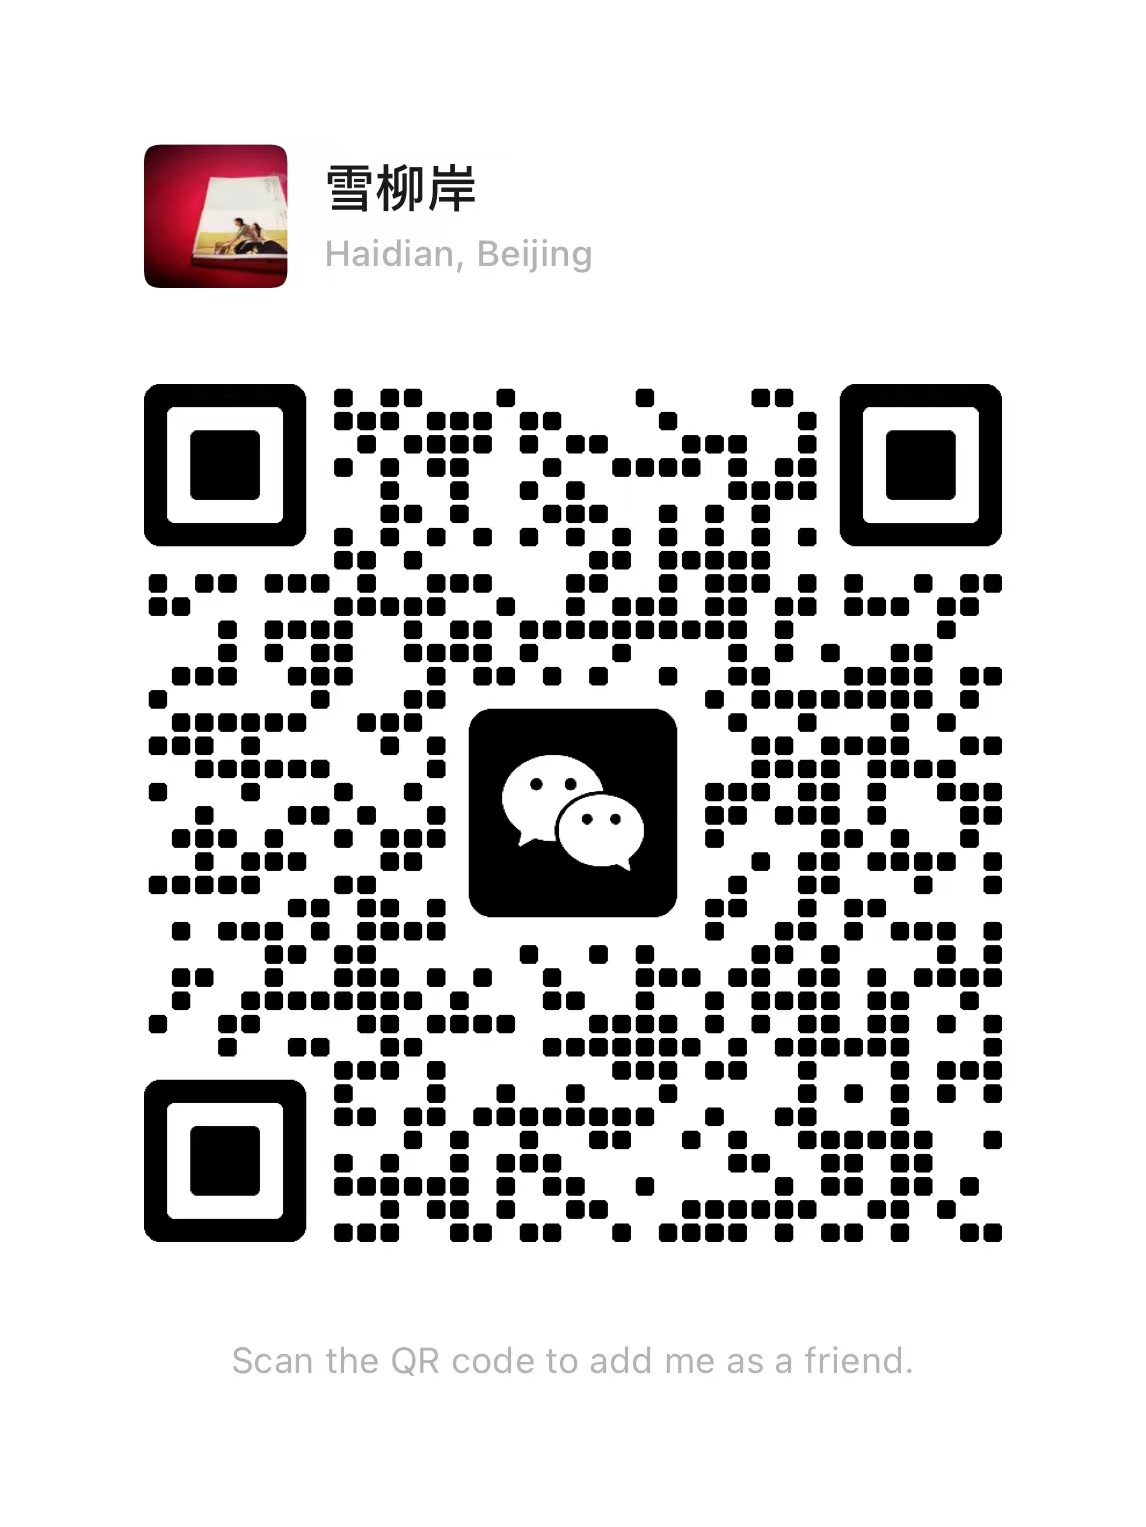 雪柳岸
Haidian, Beijing
Scan the QR code to add me as a friend.